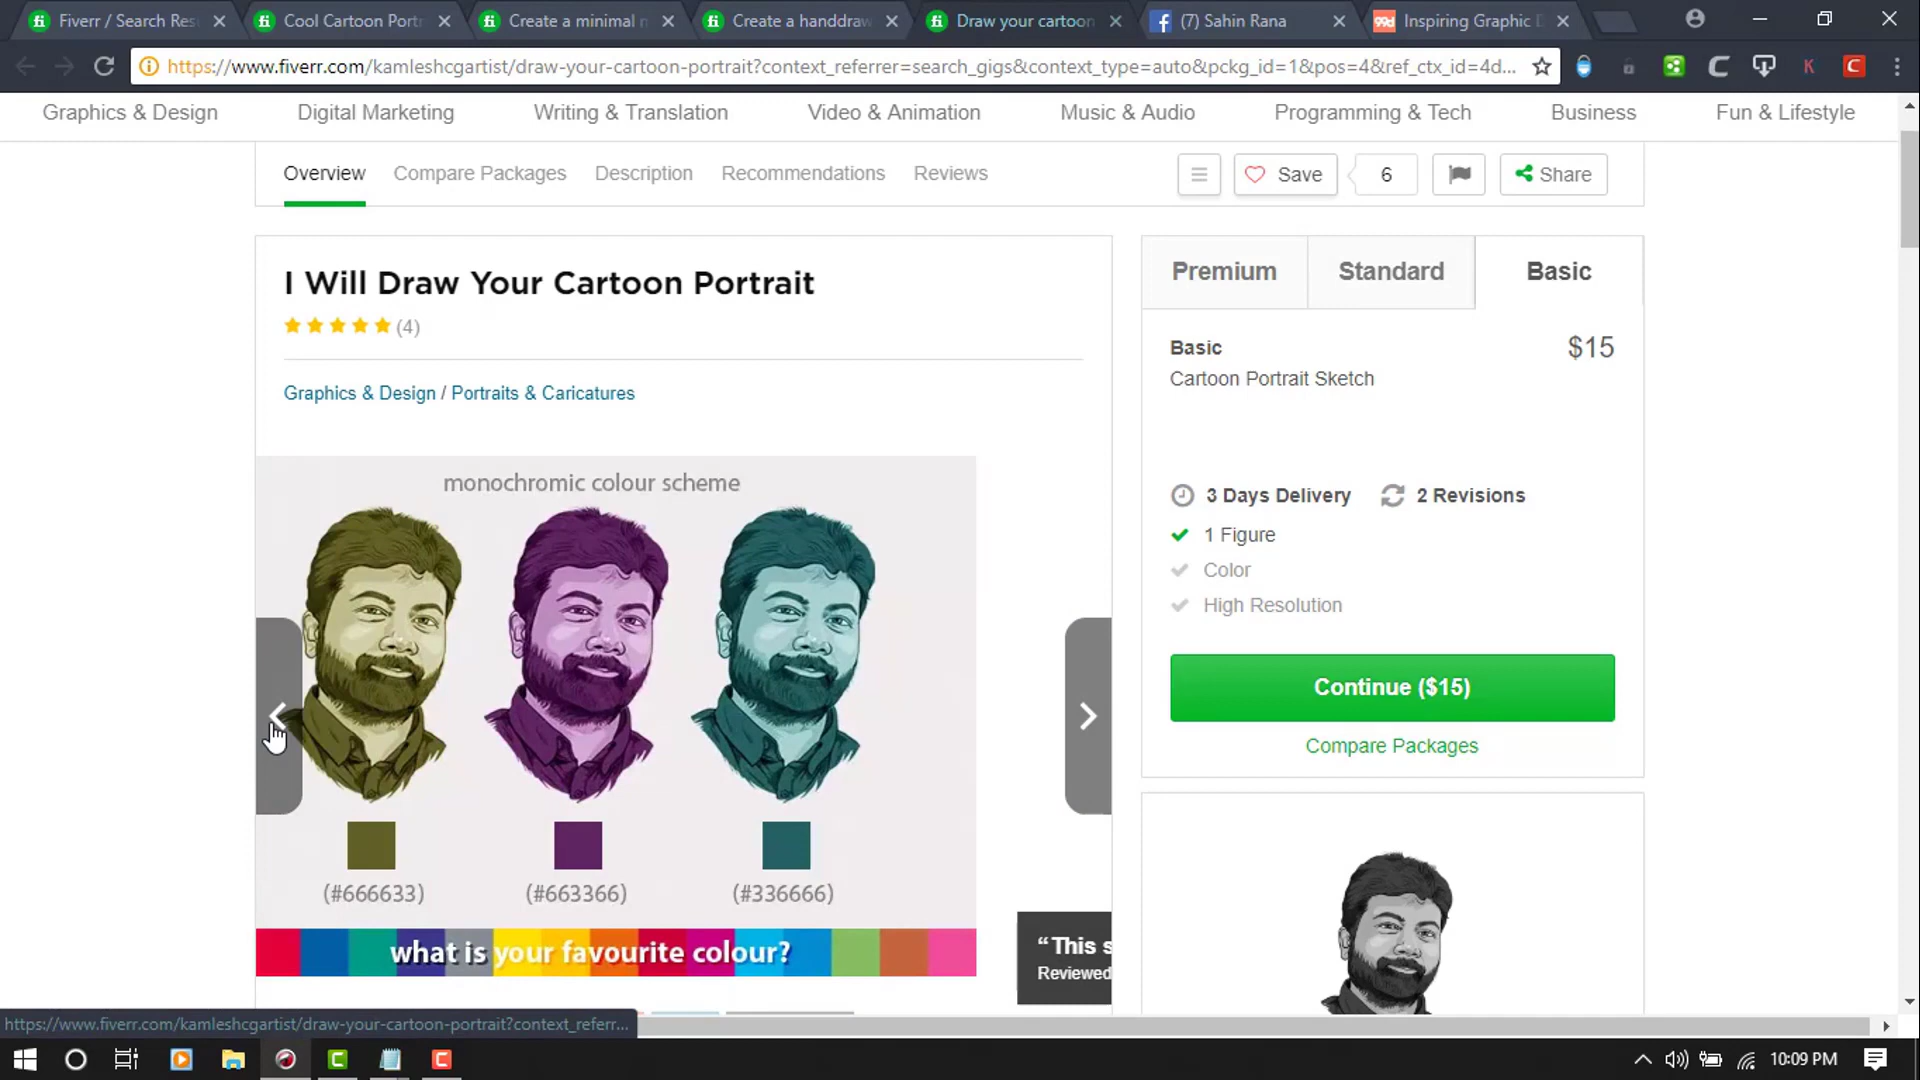 Fiverr / Search Res
Cool Cartoon Portr
Create a minimal m
Create a handdraw
Draw your cartoon
(7) Sahin Rana
99d
Inspiring Graphic D
https://www.fiverr.com/kamleshcgartist/draw-your-cartoon-portrait?context_referrer=search_gigs&context_type=auto&pckg_id=1&pos=4&ref_ctx_id=4d...
Graphics & Design
Digital Marketing
Writing & Translation
Video & Animation
Music & Audio
Programming & Tech
Business
Fun & Lifestyle
Overview
Compare Packages
Description
Recommendations
Reviews
Save
6
Share
I Will Draw Your Cartoon Portrait
(4)
Graphics & Design / Portraits & Caricatures
monochromic colour scheme
(#666633)
(#663366)
(#336666)
what is your favourite colour?
“This s
Reviewed
Premium
Standard
Basic
Basic
$15
Cartoon Portrait Sketch
3 Days Delivery
2 Revisions
1 Figure
Color
High Resolution
Continue ($15)
Compare Packages
https://www.fiverr.com/kamleshcgartist/draw-your-cartoon-portrait?context_referr...
10:09 PM